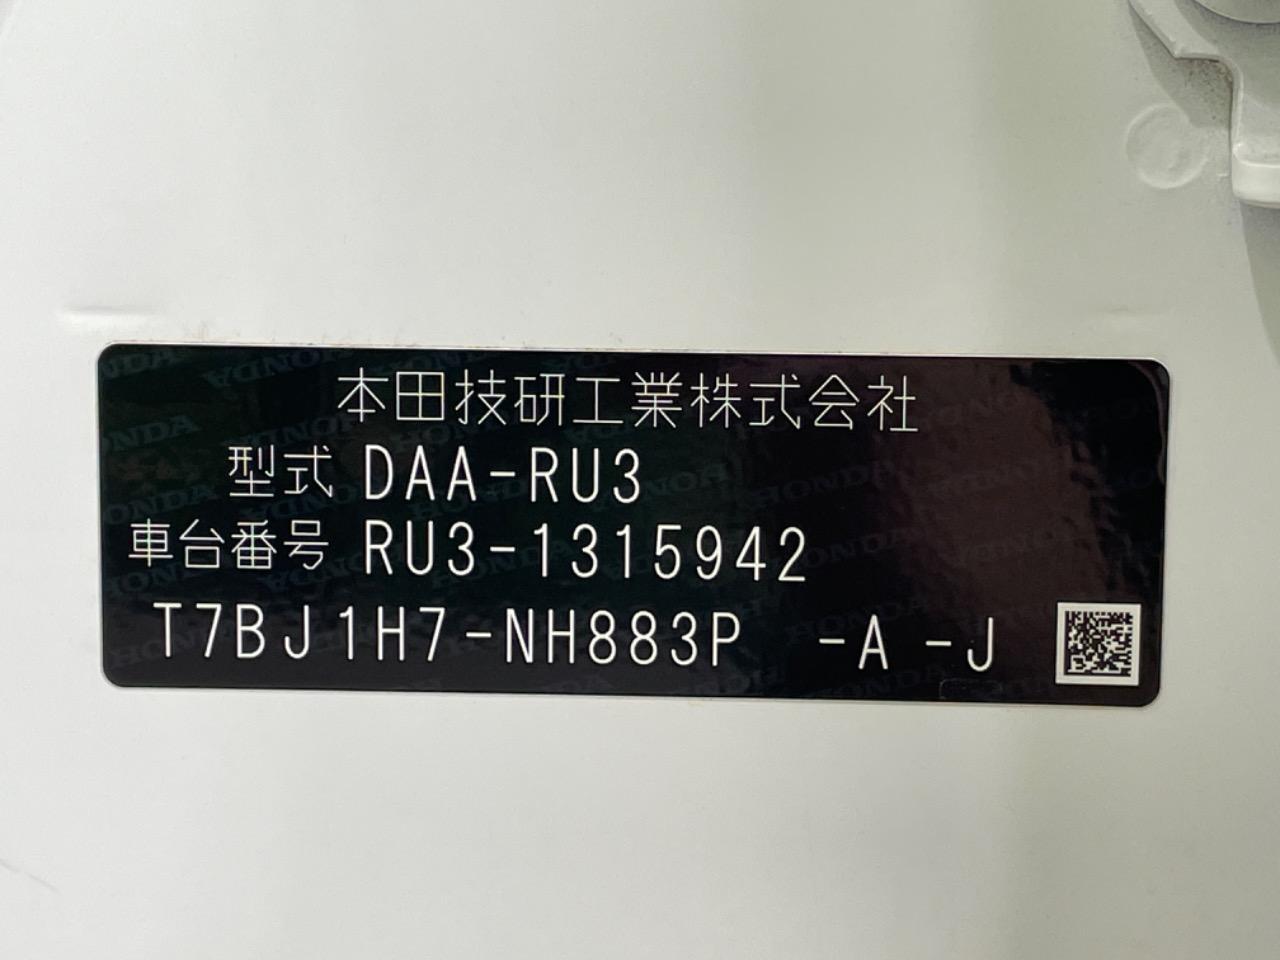 本田技研工業株式会社
型式 DAA-RU3
車台番号 RU3-1315942
T7BJ1H7-NH883P -A -J